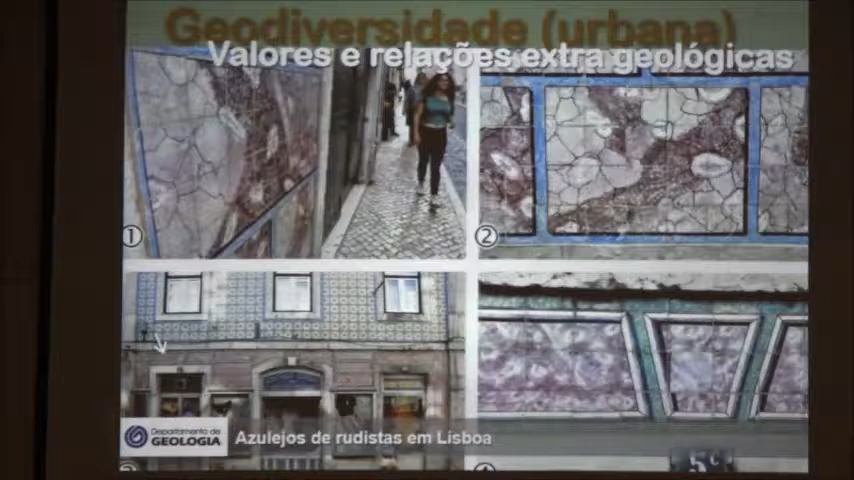 Geodiversidade (urbana)
Valores e relações extra geológicas
1
2
Departamento de
GEOLOGIA
Azulejos de rudistas em Lisboa